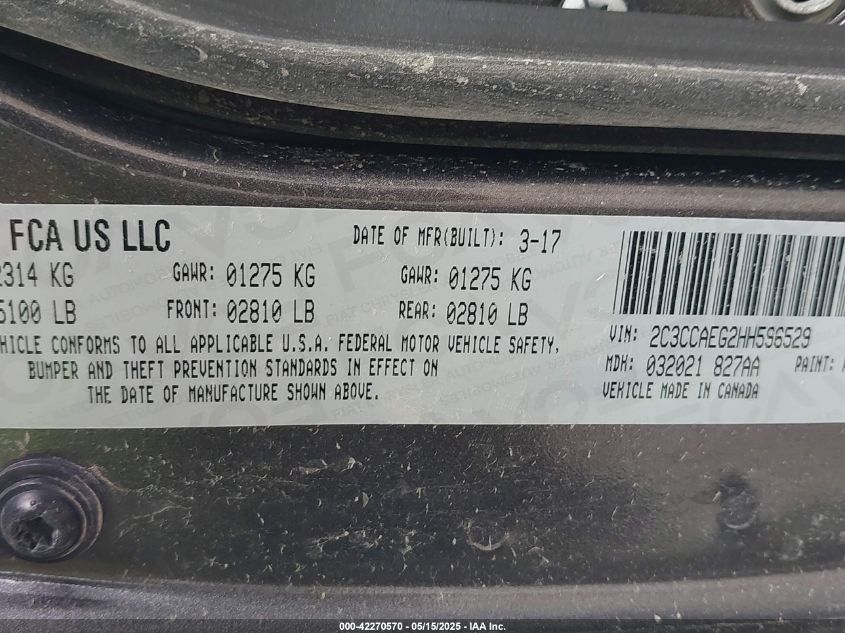 FCA US LLC DATE OF MFR(BUILT): 3-17
2314 KG GAWR: 01275 KG GAWR: 01275 KG
5100 LB FRONT: 02810 LB REAR: 02810 LB
VIN: 2C3CCAEG2HH596529
VEHICLE CONFORMS TO ALL APPLICABLE U.S.A. FEDERAL MOTOR VEHICLE SAFETY,
MDH: 032021 827AA PAINT:
BUMPER AND THEFT PREVENTION STANDARDS IN EFFECT ON
VEHICLE MADE IN CANADA
THE DATE OF MANUFACTURE SHOWN ABOVE.
000-42270570 - 05/15/2025 - IAA Inc.